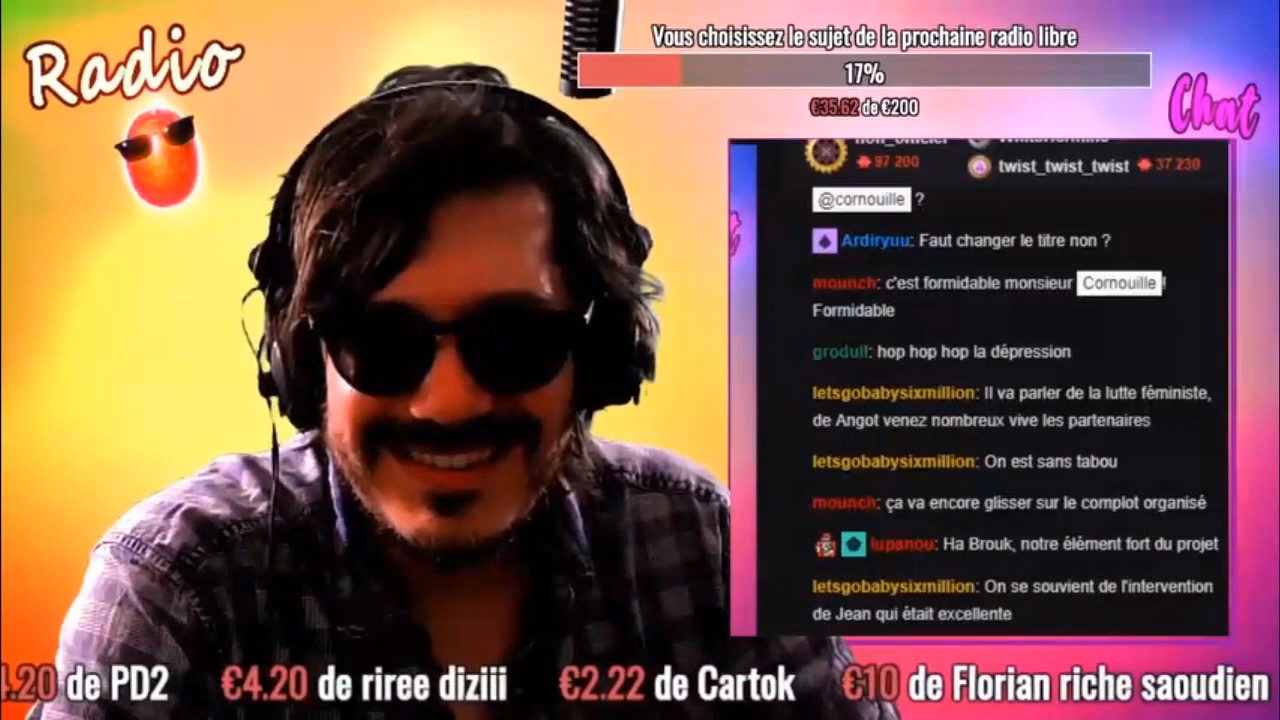 Radio
Vous choisissez le sujet de la prochaine radio libre
17%
€35.62 de €200
Chat
97 200
twist_twist_twist 37 230
@cornouille ?
Ardiryuu: Faut changer le titre non ?
mounch: c'est formidable monsieur Cornouille !
Formidable
grodull: hop hop hop la dépression
letsgobabysixmillion: Il va parler de la lutte féministe,
de Angot venez nombreux vive les partenaires
letsgobabysixmillion: On est sans tabou
mounch: ça va encore glisser sur le complot organisé
lupanou: Ha Brouk, notre élément fort du projet
letsgobabysixmillion: On se souvient de l'intervention
de Jean qui était excellente
.20 de PD2 €4.20 de riree diziii €2.22 de Cartok €10 de Florian riche saoudien